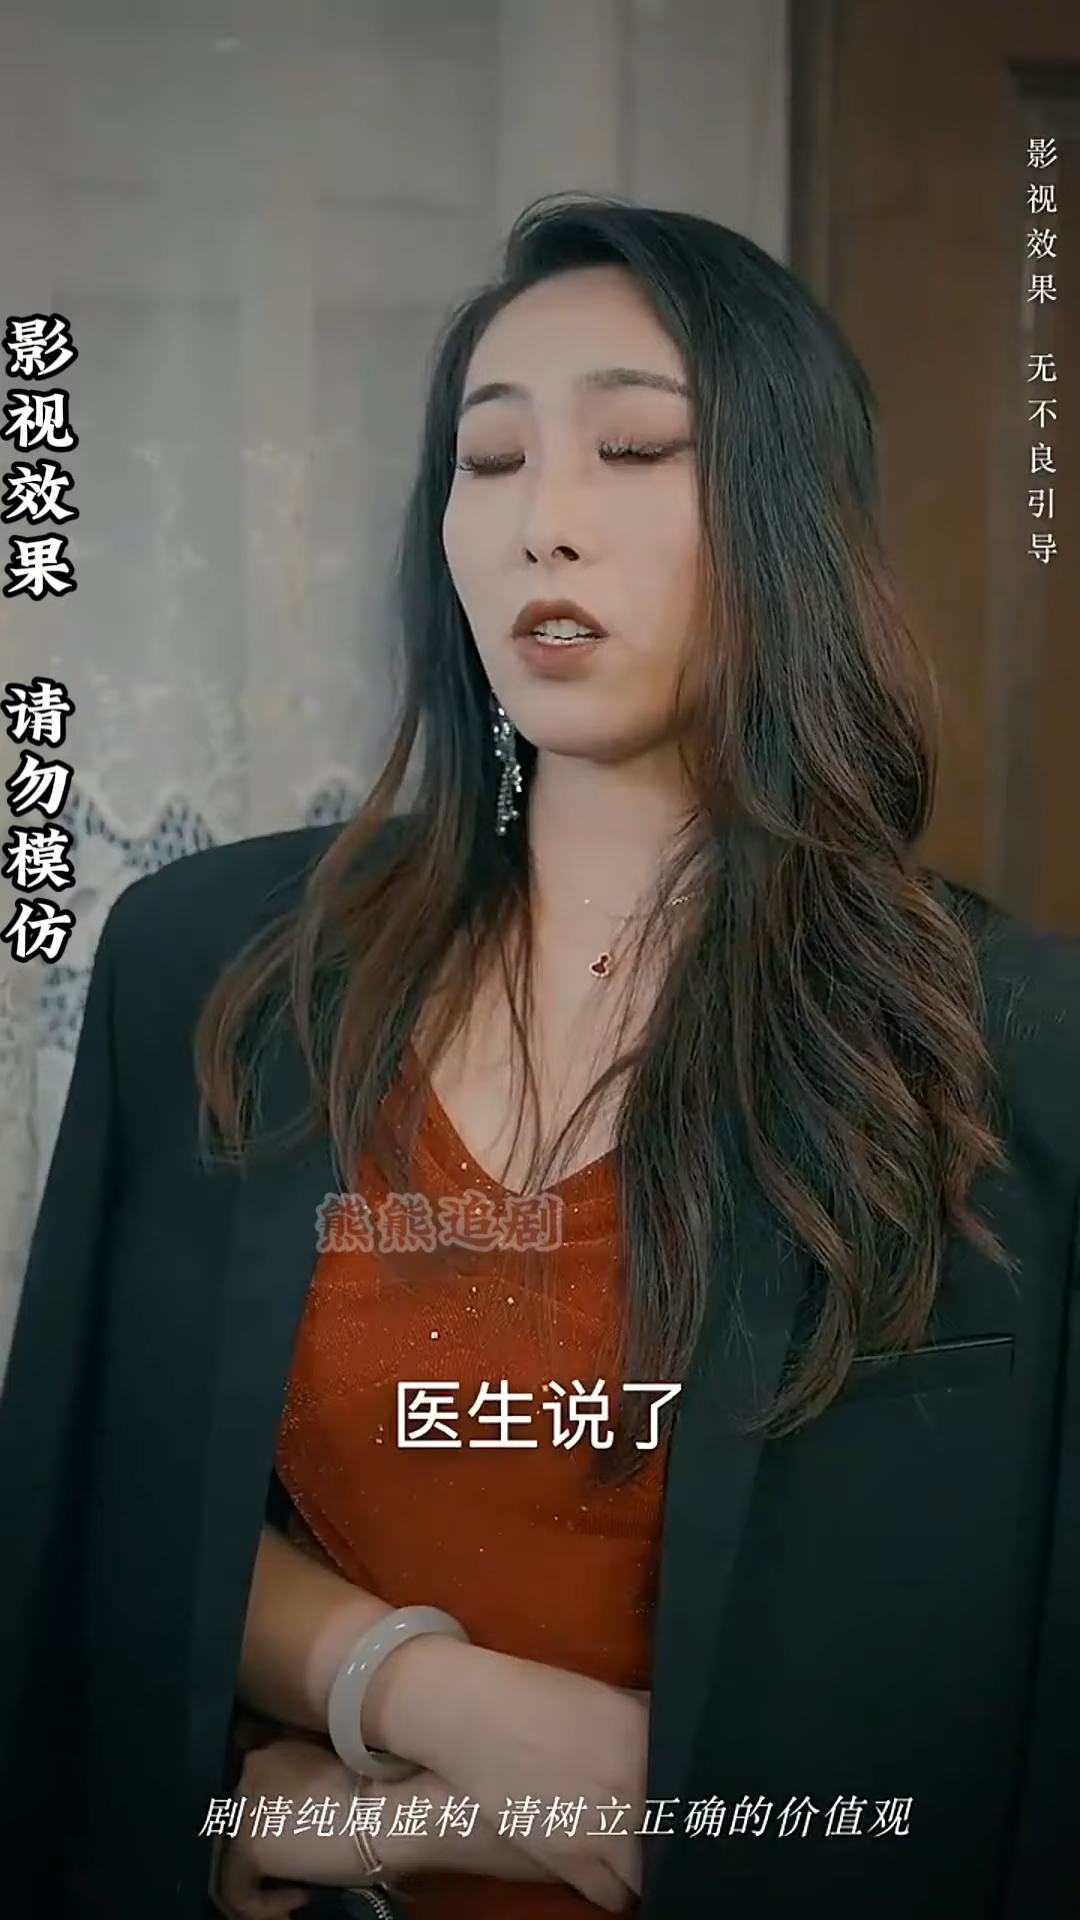 影视效果 无不良引导
影视效果 请勿模仿
熊熊追剧
医生说了
剧情纯属虚构 请树立正确的价值观